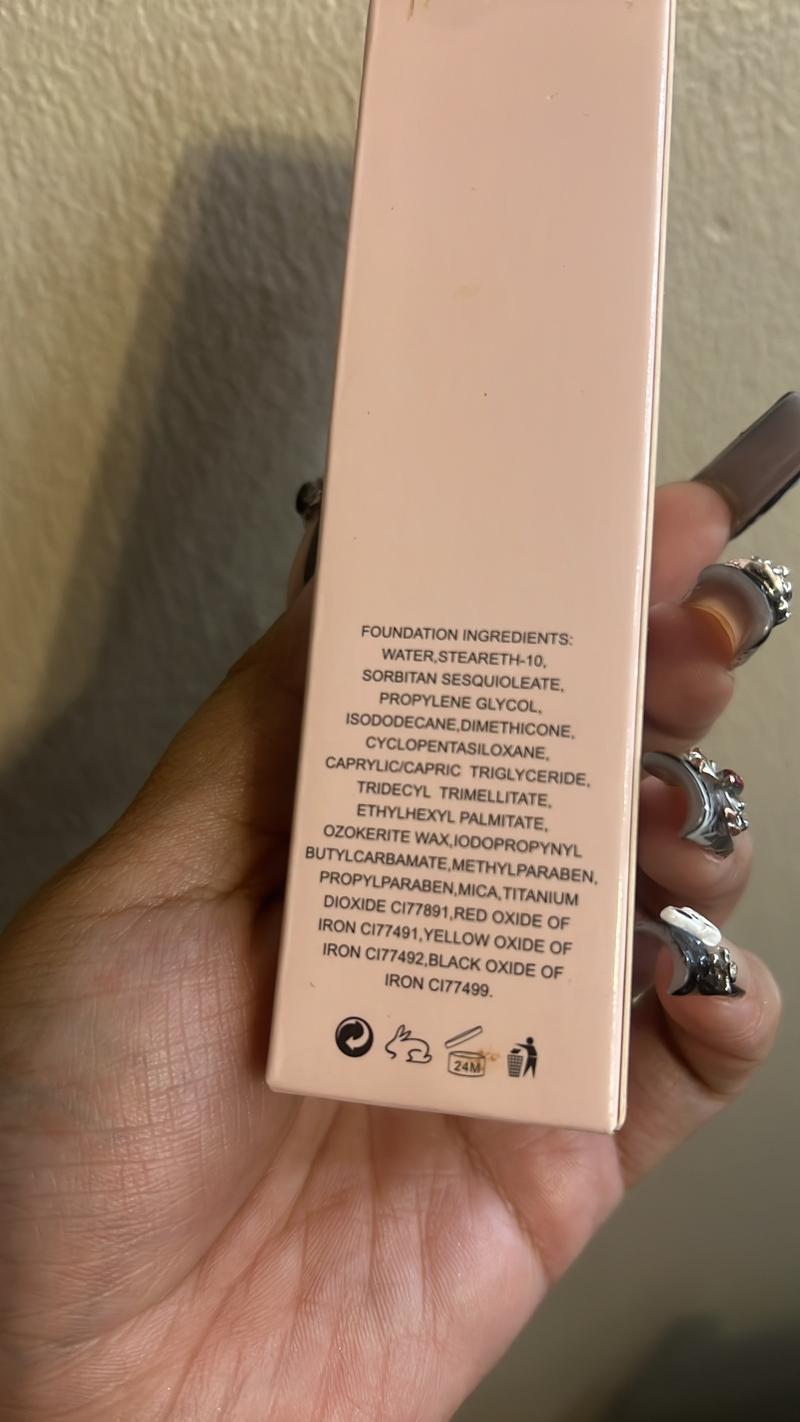 FOUNDATION INGREDIENTS:
WATER,STEARETH-10,
SORBITAN SESQUIOLEATE,
PROPYLENE GLYCOL,
ISODODECANE,DIMETHICONE,
CYCLOPENTASILOXANE,
CAPRYLIC/CAPRIC TRIGLYCERIDE,
TRIDECYL TRIMELLITATE,
ETHYLHEXYL PALMITATE,
OZOKERITE WAX,IODOPROPYNYL
BUTYLCARBAMATE,METHYLPARABEN,
PROPYLPARABEN,MICA,TITANIUM
DIOXIDE CI77891,RED OXIDE OF
IRON CI77491,YELLOW OXIDE OF
IRON CI77492,BLACK OXIDE OF
IRON CI77499.
24M